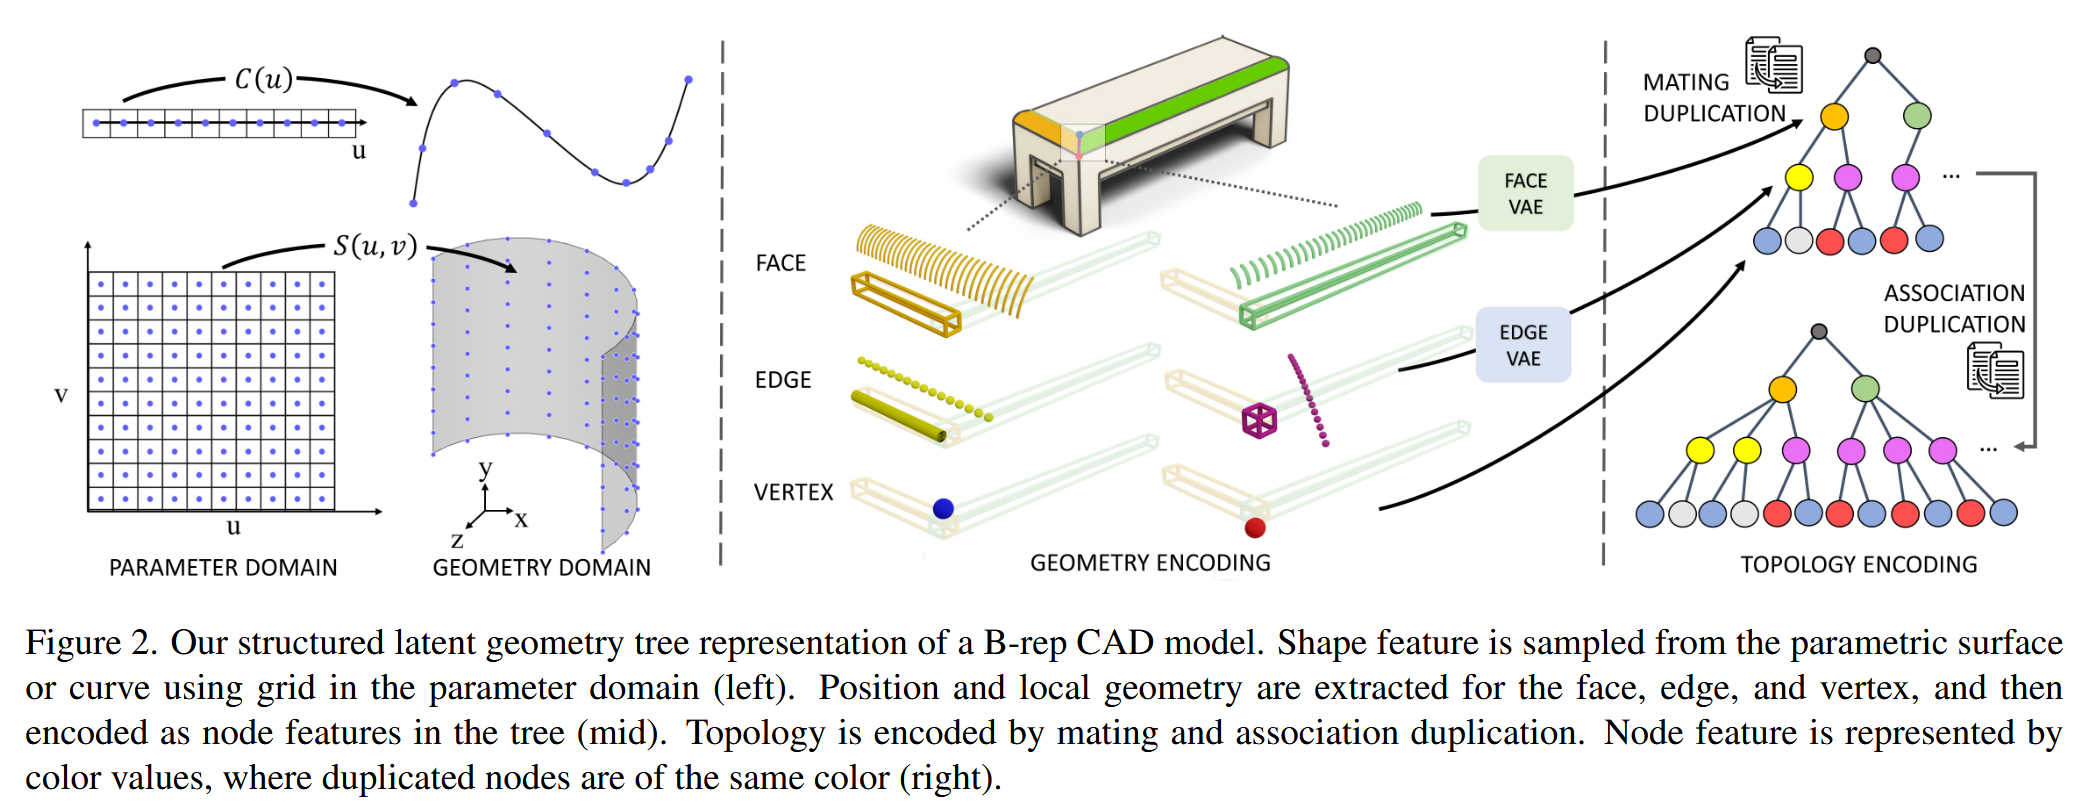 C(u)
u
S(u,v)
v
u
y
x
z
PARAMETER DOMAIN
GEOMETRY DOMAIN
FACE
EDGE
VERTEX
FACE
VAE
EDGE
VAE
GEOMETRY ENCODING
MATING
DUPLICATION
...
ASSOCIATION
DUPLICATION
...
TOPOLOGY ENCODING
Figure 2. Our structured latent geometry tree representation of a B-rep CAD model. Shape feature is sampled from the parametric surface
or curve using grid in the parameter domain (left). Position and local geometry are extracted for the face, edge, and vertex, and then
encoded as node features in the tree (mid). Topology is encoded by mating and association duplication. Node feature is represented by
color values, where duplicated nodes are of the same color (right).